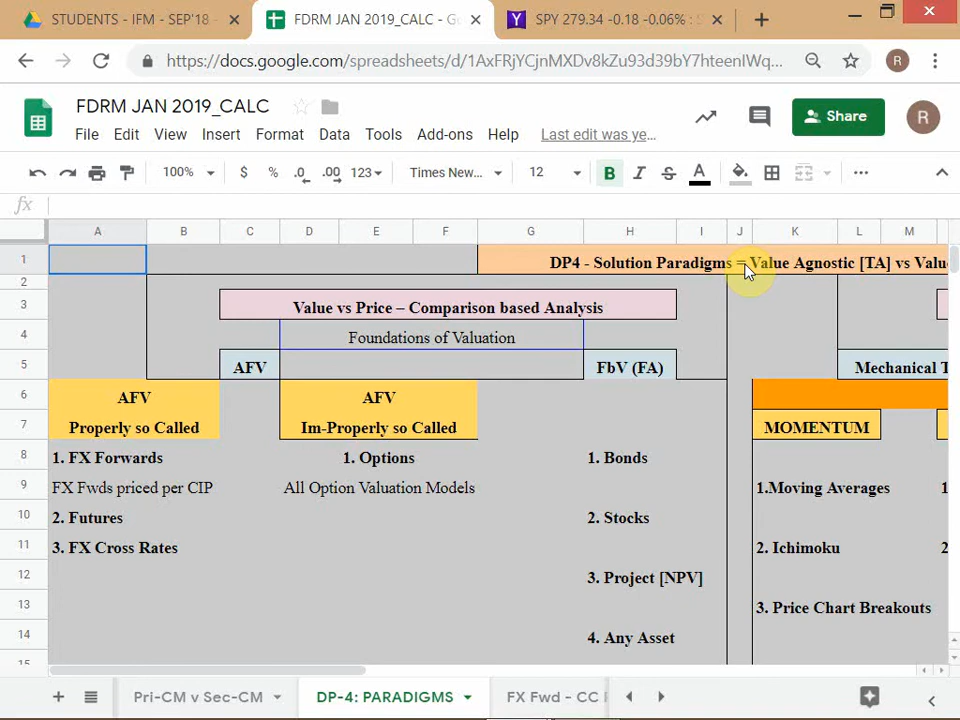 STUDENTS - IFM - SEP'18 -
FDRM JAN 2019_CALC - Go
SPY 279.34 -0.18 -0.06% : S
https://docs.google.com/spreadsheets/d/1AxFRjYCjnMXDv8kZu93d39bY7hteenIWq...
R
FDRM JAN 2019_CALC
Share
R
File Edit View Insert Format Data Tools Add-ons Help Last edit was ye...
100% $ % .0 .00 123 Times New... 12 B I S A
fx
A B C D E F G H I J K L M
1 DP4 - Solution Paradigms = Value Agnostic [TA] vs Valu
2
3 Value vs Price – Comparison based Analysis
4 Foundations of Valuation
5 AFV FbV (FA) Mechanical T
6 AFV AFV
7 Properly so Called Im-Properly so Called MOMENTUM
8 1. FX Forwards 1. Options 1. Bonds
9 FX Fwds priced per CIP All Option Valuation Models 1.Moving Averages 1
10 2. Futures 2. Stocks
11 3. FX Cross Rates 2. Ichimoku 2
12 3. Project [NPV]
13 3. Price Chart Breakouts
14 4. Any Asset
15
Pri-CM v Sec-CM DP-4: PARADIGMS FX Fwd - CC